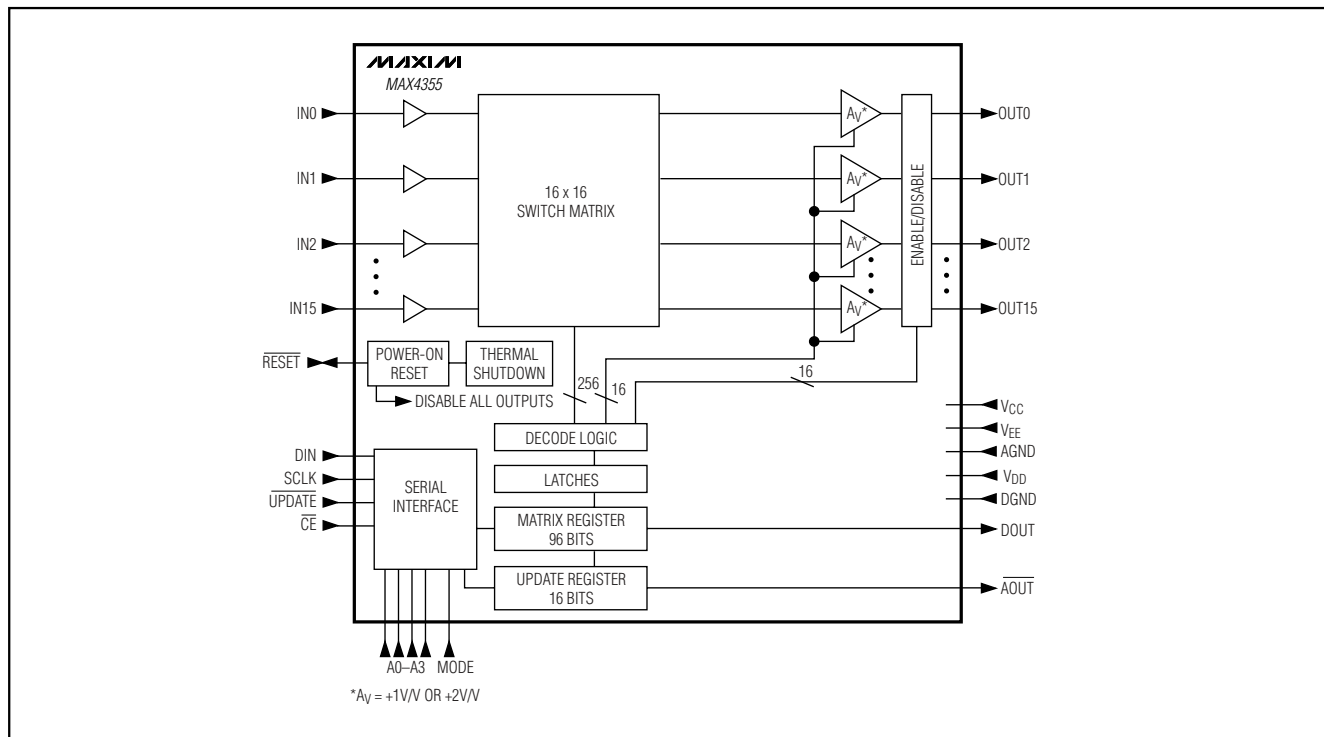 MAXIM
MAX4355
IN0
IN1
IN2
IN15
16 x 16
SWITCH MATRIX
AV*
AV*
AV*
AV*
ENABLE/DISABLE
OUT0
OUT1
OUT2
OUT15
RESET
POWER-ON
RESET
THERMAL
SHUTDOWN
DISABLE ALL OUTPUTS
256
16
16
DECODE LOGIC
LATCHES
MATRIX REGISTER
96 BITS
UPDATE REGISTER
16 BITS
DIN
SCLK
UPDATE
CE
SERIAL
INTERFACE
VCC
VEE
AGND
VDD
DGND
DOUT
AOUT
A0–A3 MODE
*AV = +1V/V OR +2V/V